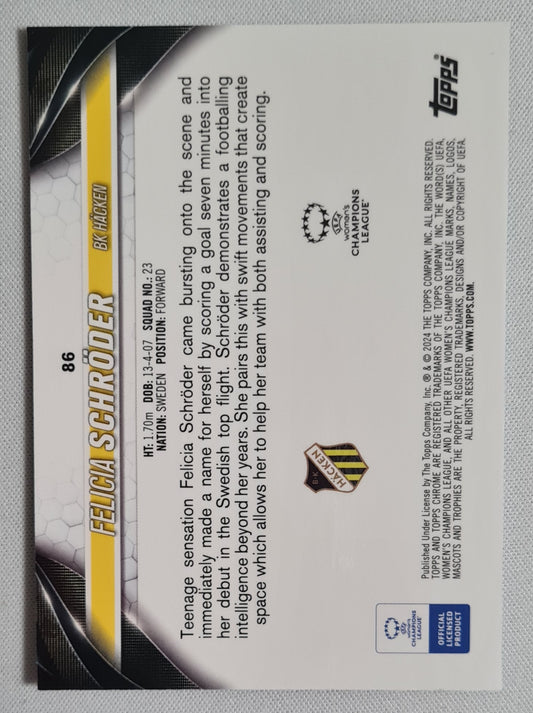 86
FELICIA SCHRÖDER
BK HÄCKEN
HT: 1.70m DOB: 13-4-07 SQUAD NO.: 23
NATION: SWEDEN POSITION: FORWARD
Teenage sensation Felicia Schröder came bursting onto the scene and
immediately made a name for herself by scoring a goal seven minutes into
her debut in the Swedish top flight. Schröder demonstrates a footballing
intelligence beyond her years. She pairs this with swift movements that create
space which allows her to help her team with both assisting and scoring.
B·K
HÄCKEN
UEFA
WOMEN'S
CHAMPIONS
LEAGUE
UEFA
WOMEN'S
CHAMPIONS
LEAGUE
OFFICIAL
LICENSED
PRODUCT
Published Under License by The Topps Company, Inc. ® & © 2024 THE TOPPS COMPANY, INC. ALL RIGHTS RESERVED.
TOPPS AND TOPPS CHROME ARE REGISTERED TRADEMARKS OF THE TOPPS COMPANY, INC. THE WORD(S) UEFA,
WOMEN'S CHAMPIONS LEAGUE, AND ALL OTHER UEFA WOMEN'S CHAMPIONS LEAGUE MARKS, NAMES, LOGOS,
MASCOTS AND TROPHIES ARE THE PROPERTY, REGISTERED TRADEMARKS, DESIGNS AND/OR COPYRIGHT OF UEFA.
ALL RIGHTS RESERVED. WWW.TOPPS.COM.
topps